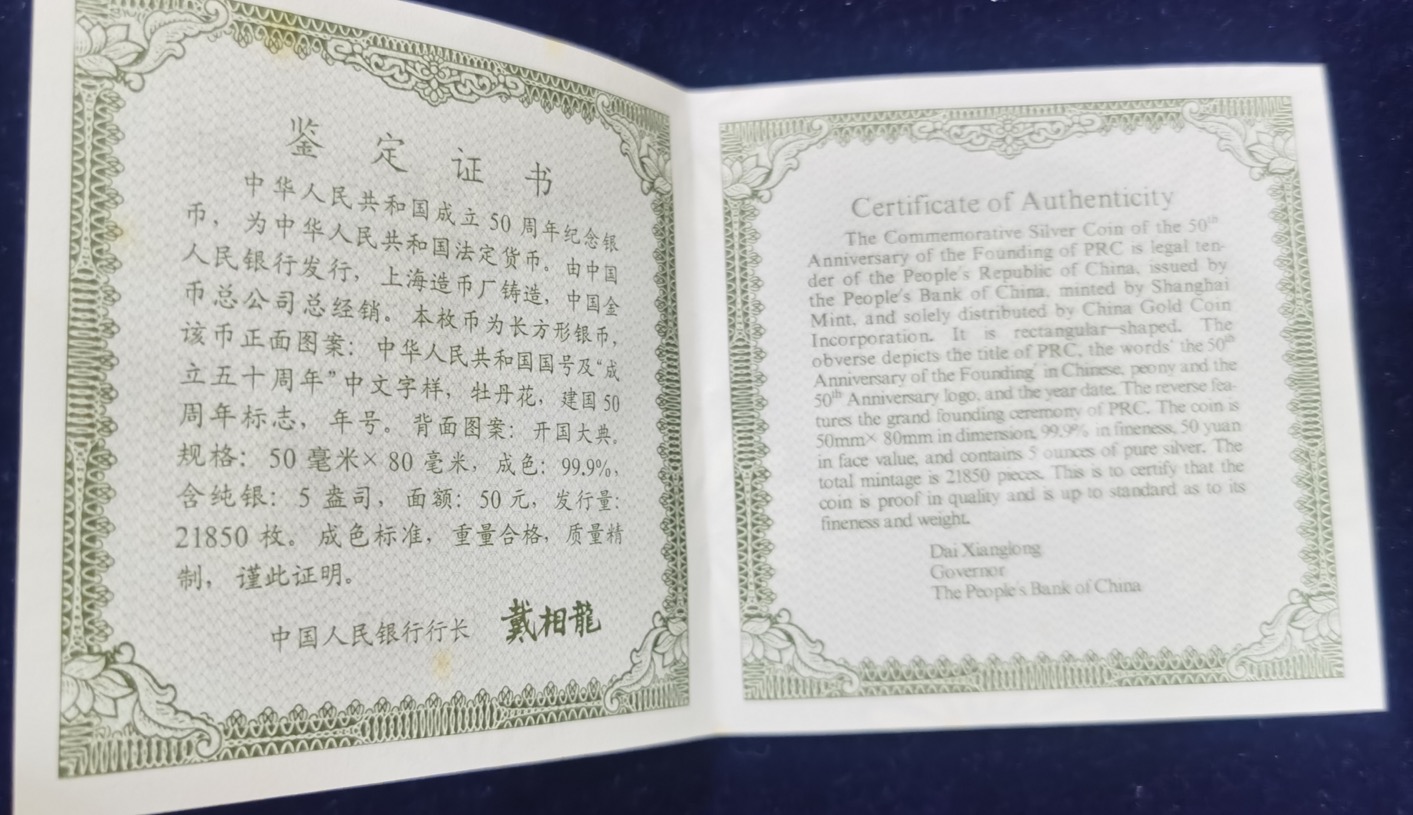 鉴定证书
中华人民共和国成立50周年纪念银
币，为中华人民共和国法定货币。由中国
人民银行发行，上海造币厂铸造，中国金
币总公司总经销。本枚币为长方形银币，
该币正面图案：中华人民共和国国号及“成
立五十周年”中文字样，牡丹花，建国50
周年标志，年号。背面图案：开国大典。
规格：50毫米×80毫米，成色：99.9%，
含纯银：5盎司，面额：50元，发行量：
21850枚。成色标准，重量合格，质量精
制，谨此证明。
中国人民银行行长 戴相龍
Certificate of Authenticity
The Commemorative Silver Coin of the 50th
Anniversary of the Founding of PRC is legal ten-
der of the People's Republic of China, issued by
the People's Bank of China, minted by Shanghai
Mint, and solely distributed by China Gold Coin
Incorporation. It is rectangular-shaped. The
obverse depicts the title of PRC, the words' the 50th
Anniversary of the Founding' in Chinese, peony and the
50th Anniversary logo, and the year date. The reverse fea-
tures the grand founding ceremony of PRC. The coin is
50mm× 80mm in dimension, 99.9% in fineness, 50 yuan
in face value, and contains 5 ounces of pure silver. The
total mintage is 21850 pieces. This is to certify that the
coin is proof in quality and is up to standard as to its
fineness and weight.
Dai Xianglong
Governor
The People's Bank of China